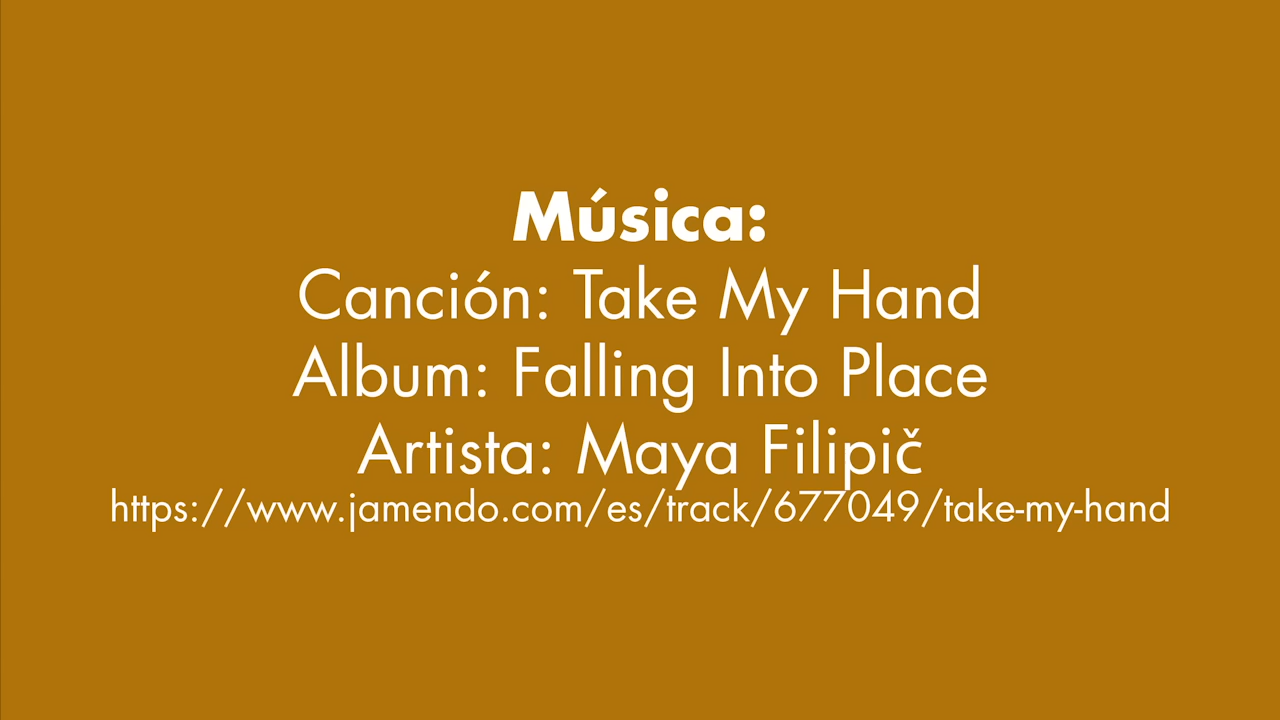 Música:
Canción: Take My Hand
Album: Falling Into Place
Artista: Maya Filipič
https://www.jamendo.com/es/track/677049/take-my-hand